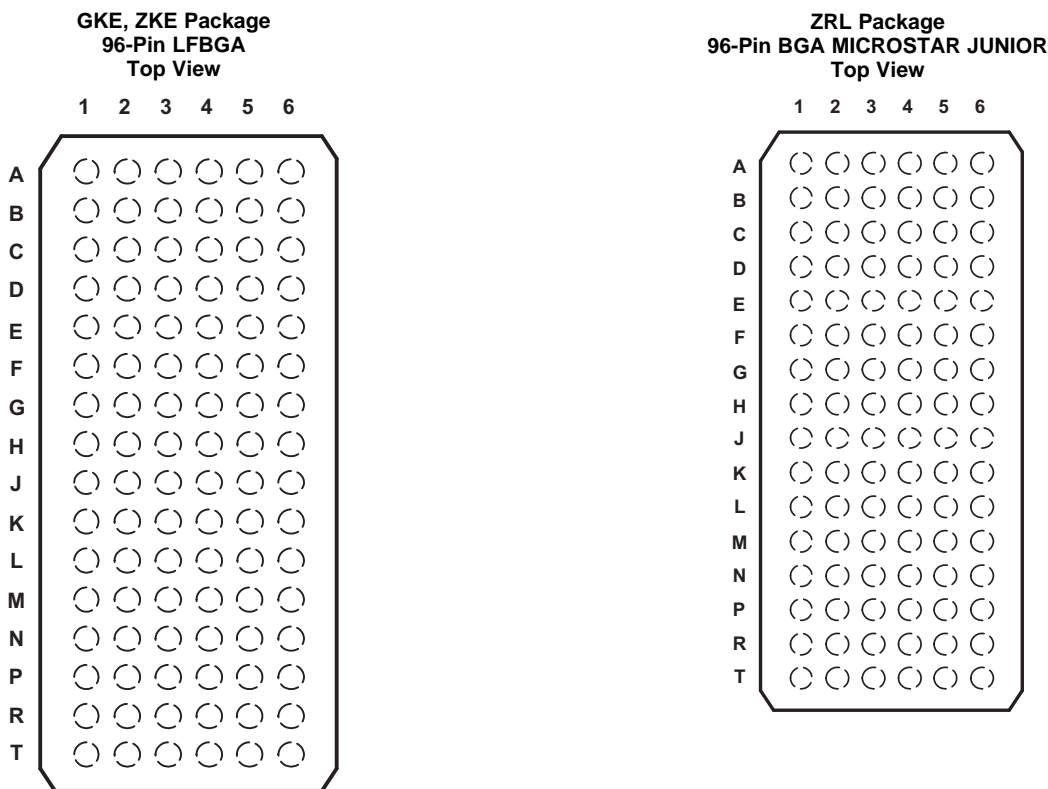 GKE, ZKE Package
96-Pin LFBGA
Top View
1 2 3 4 5 6
A
B
C
D
E
F
G
H
J
K
L
M
N
P
R
T
ZRL Package
96-Pin BGA MICROSTAR JUNIOR
Top View
1 2 3 4 5 6
A
B
C
D
E
F
G
H
J
K
L
M
N
P
R
T